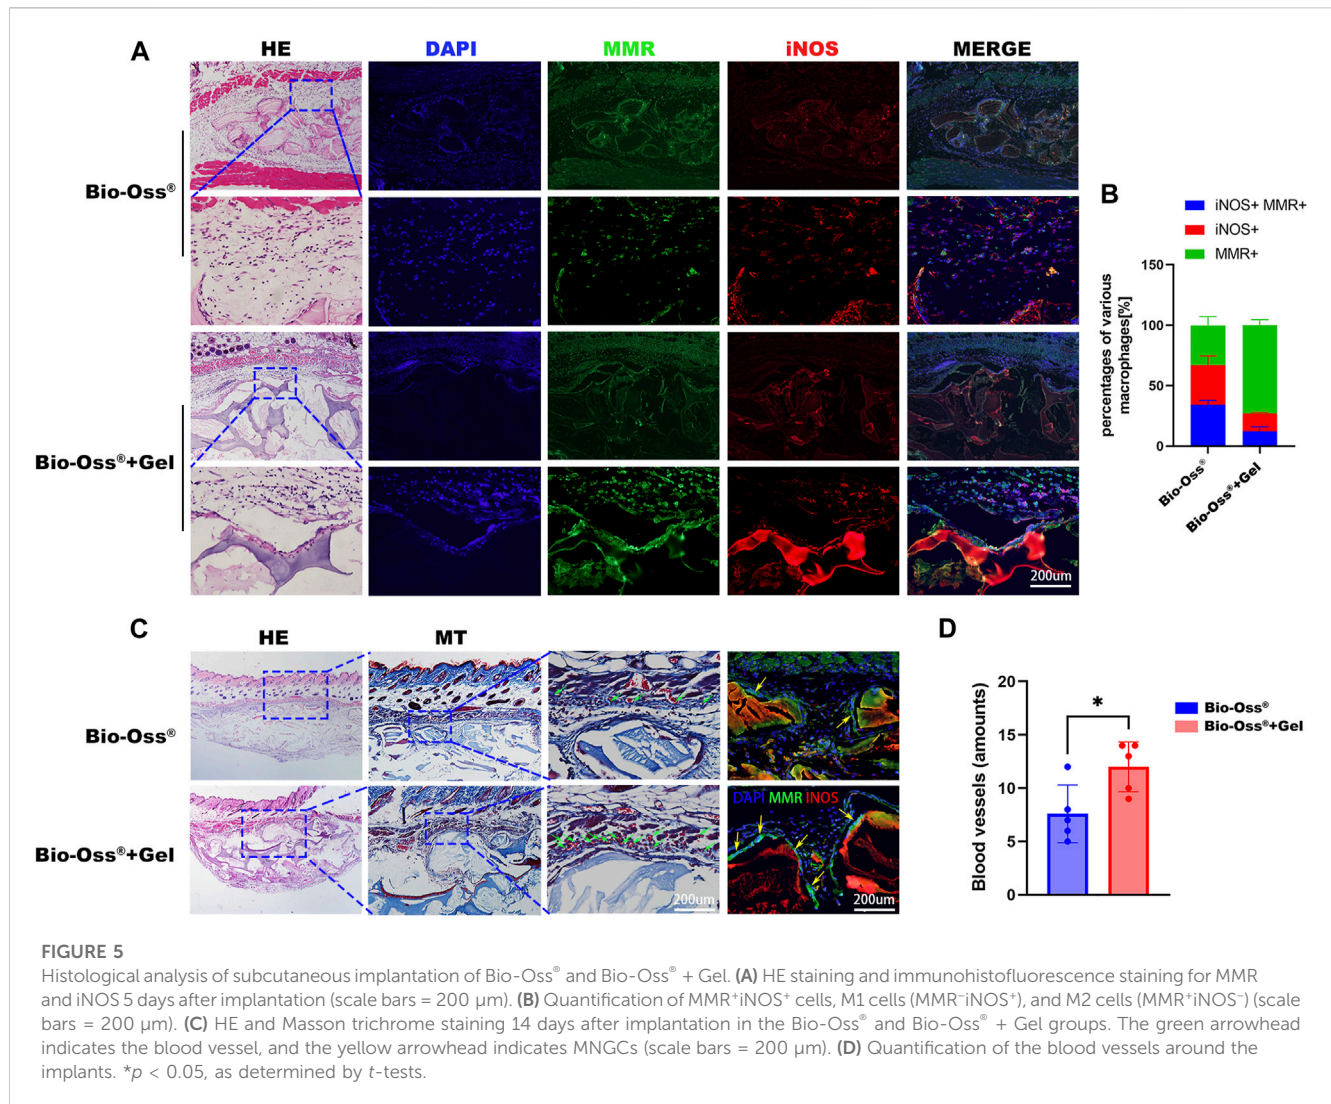 A
HE
DAPI
MMR
iNOS
MERGE
Bio-Oss®
Bio-Oss®+Gel
200um
B
iNOS+ MMR+
iNOS+
MMR+
percentages of various
macrophages[%]
150
100
50
0
Bio-Oss®
Bio-Oss®+Gel
C
HE
MT
Bio-Oss®
Bio-Oss®+Gel
DAPI MMR iNOS
200um
200um
D
Blood vessels (amounts)
20
15
10
5
0
*
Bio-Oss®
Bio-Oss®+Gel
FIGURE 5
Histological analysis of subcutaneous implantation of Bio-Oss® and Bio-Oss® + Gel. (A) HE staining and immunohistofluorescence staining for MMR
and iNOS 5 days after implantation (scale bars = 200 μm). (B) Quantification of MMR⁺iNOS⁺ cells, M1 cells (MMR⁻iNOS⁺), and M2 cells (MMR⁺iNOS⁻) (scale
bars = 200 μm). (C) HE and Masson trichrome staining 14 days after implantation in the Bio-Oss® and Bio-Oss® + Gel groups. The green arrowhead
indicates the blood vessel, and the yellow arrowhead indicates MNGCs (scale bars = 200 μm). (D) Quantification of the blood vessels around the
implants. *p < 0.05, as determined by t-tests.